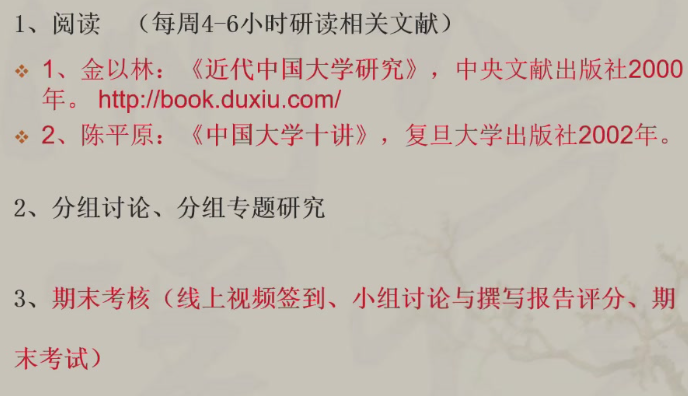 1、阅读　（每周4-6小时研读相关文献）
❖ 1、金以林：《近代中国大学研究》，中央文献出版社2000
年。 http://book.duxiu.com/
❖ 2、陈平原：《中国大学十讲》，复旦大学出版社2002年。
2、分组讨论、分组专题研究
3、期末考核（线上视频签到、小组讨论与撰写报告评分、期
末考试）